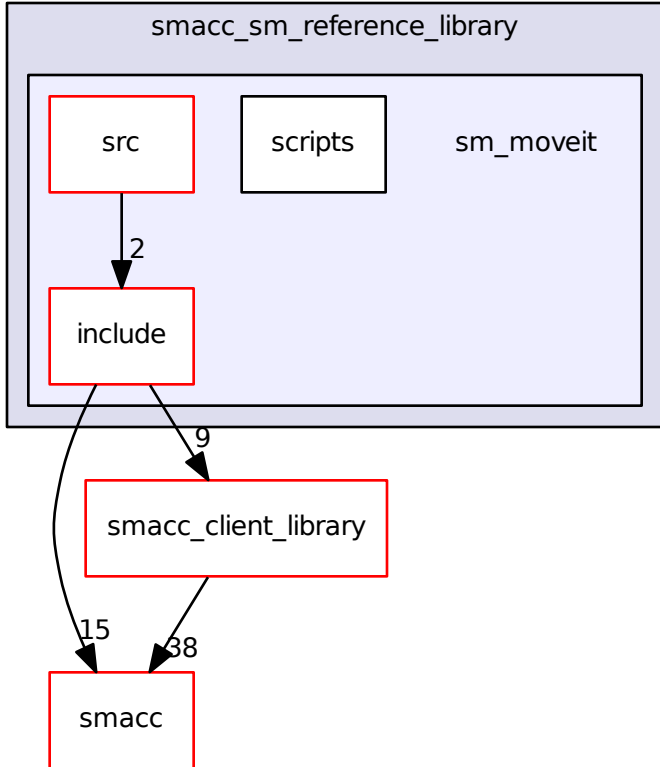 smacc_sm_reference_library
src
scripts
sm_moveit
2
include
9
smacc_client_library
15
38
smacc